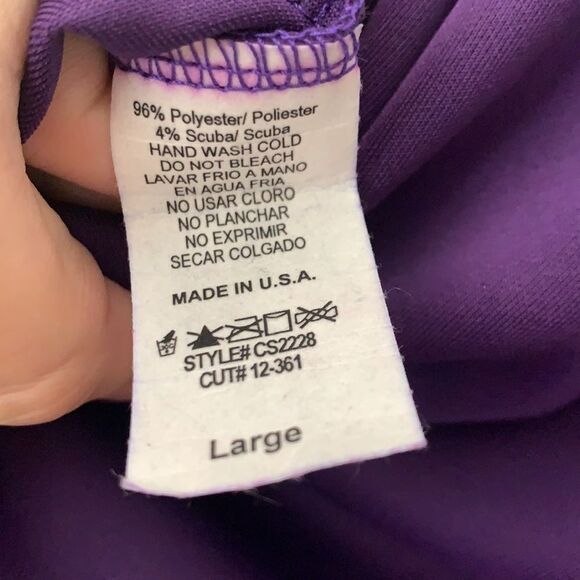 96% Polyester/ Poliester
4% Scuba/ Scuba
HAND WASH COLD
DO NOT BLEACH
LAVAR FRIO A MANO
EN AGUA FRIA
NO USAR CLORO
NO PLANCHAR
NO EXPRIMIR
SECAR COLGADO
MADE IN U.S.A.
STYLE# CS2228
CUT# 12-361
Large